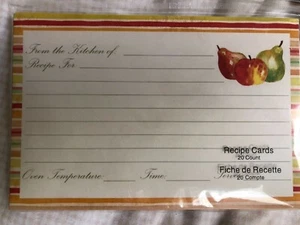 From the Kitchen of:
Recipe For
Recipe Cards
20 Count
Fiche de Recette
20 Compte
Oven Temperature Time